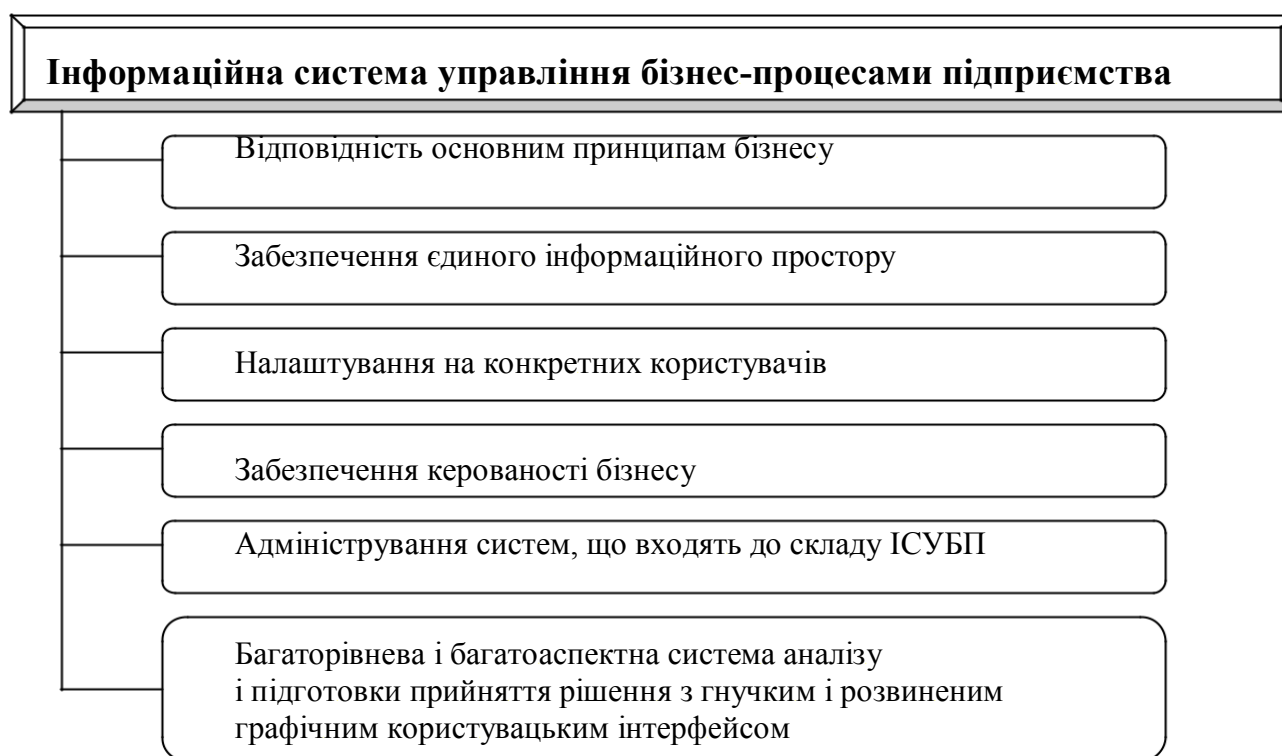 Інформаційна система управління бізнес-процесами підприємства
Відповідність основним принципам бізнесу
Забезпечення єдиного інформаційного простору
Налаштування на конкретних користувачів
Забезпечення керованості бізнесу
Адміністрування систем, що входять до складу ІСУБП
Багаторівнева і багатоаспектна система аналізу
і підготовки прийняття рішення з гнучким і розвиненим
графічним користувацьким інтерфейсом